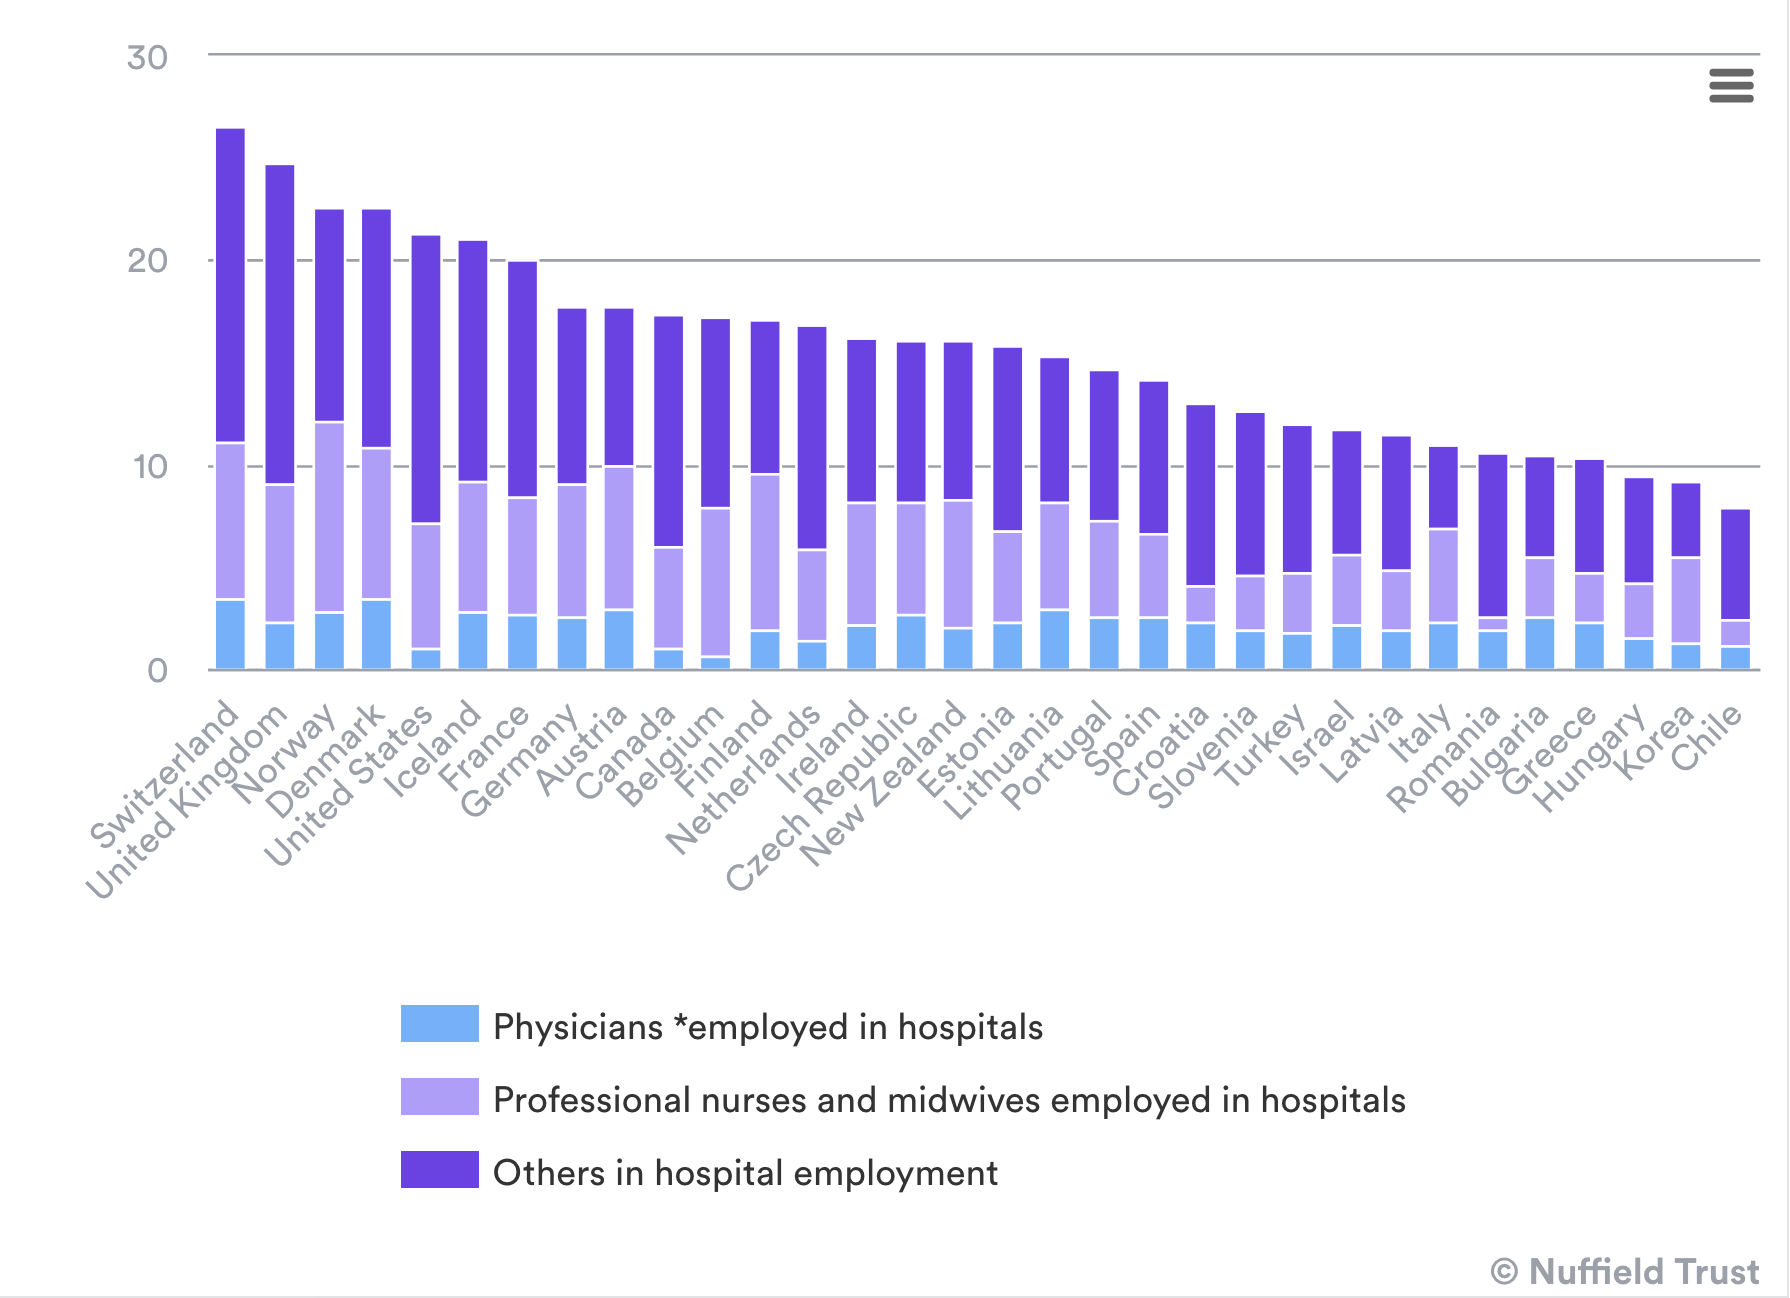 30
20
10
0
Switzerland
United Kingdom
Norway
Denmark
United States
Iceland
France
Germany
Austria
Canada
Belgium
Finland
Netherlands
Ireland
Czech Republic
New Zealand
Estonia
Lithuania
Portugal
Spain
Croatia
Slovenia
Turkey
Israel
Latvia
Italy
Romania
Bulgaria
Greece
Hungary
Korea
Chile
Physicians *employed in hospitals
Professional nurses and midwives employed in hospitals
Others in hospital employment
© Nuffield Trust